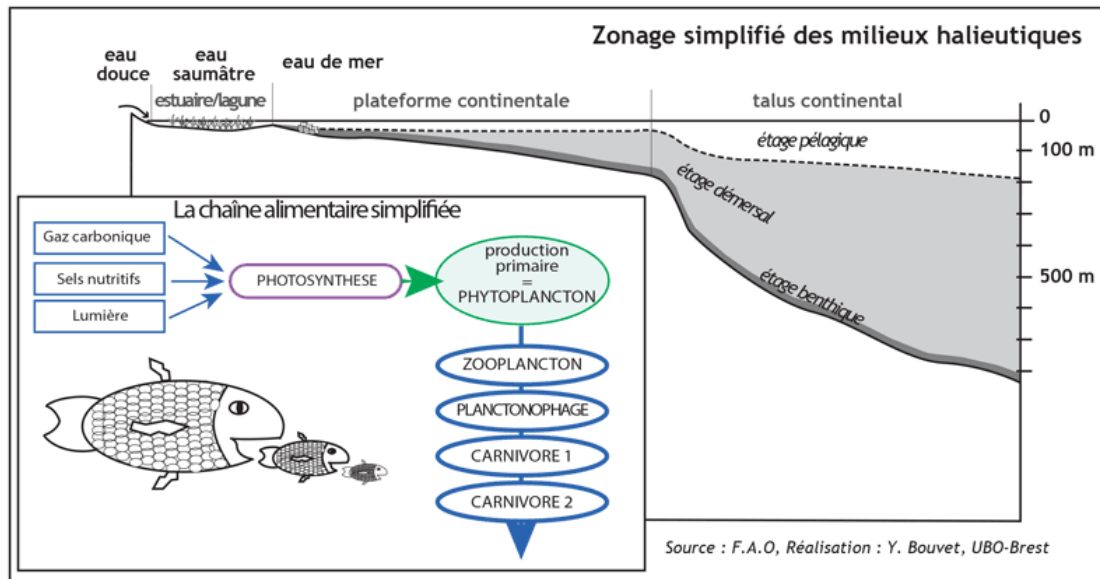 Zonage simplifié des milieux halieutiques
eau
douce
eau
saumâtre
eau de mer
estuaire/lagune
plateforme continentale
talus continental
0
100 m
500 m
étage pélagique
étage démersal
étage benthique
La chaîne alimentaire simplifiée
Gaz carbonique
Sels nutritifs
Lumière
PHOTOSYNTHESE
production
primaire
=
PHYTOPLANCTON
ZOOPLANCTON
PLANCTONOPHAGE
CARNIVORE 1
CARNIVORE 2
Source : F.A.O, Réalisation : Y. Bouvet, UBO-Brest